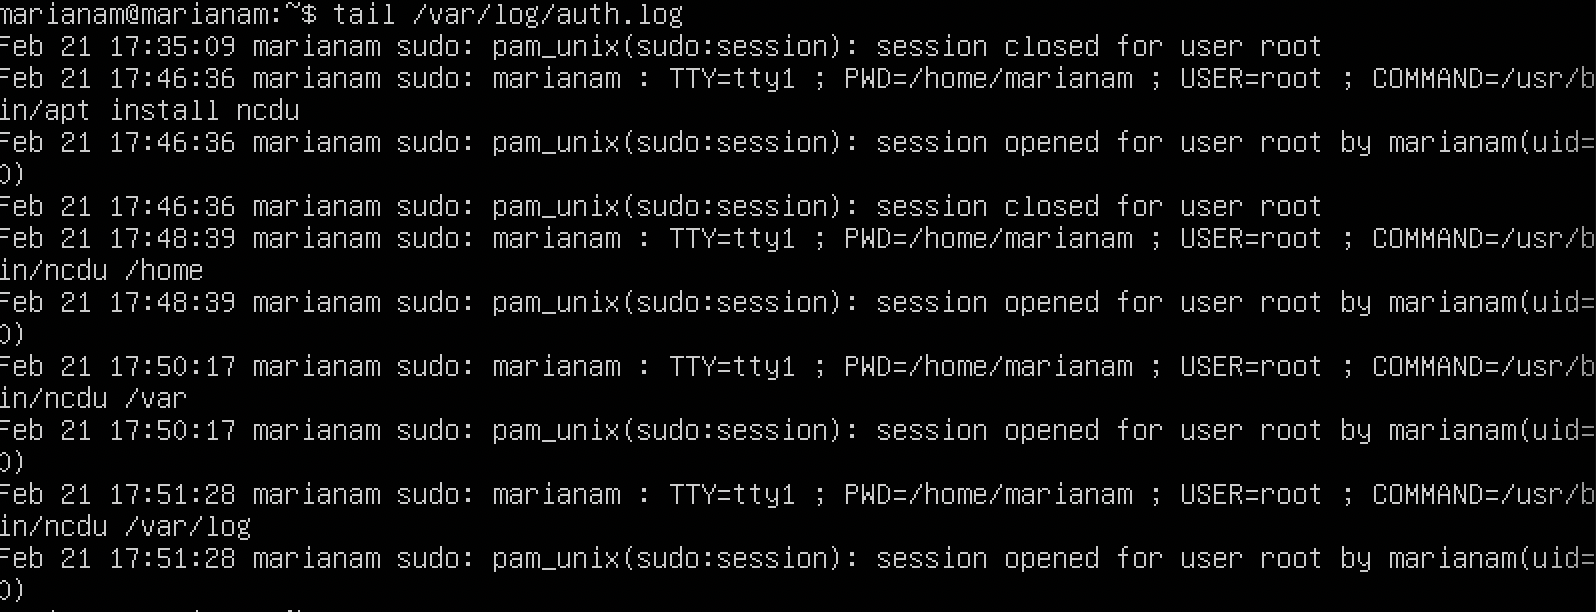 marianam@marianam:~$ tail /var/log/auth.log
Feb 21 17:35:09 marianam sudo: pam_unix(sudo:session): session closed for user root
Feb 21 17:46:36 marianam sudo: marianam : TTY=tty1 ; PWD=/home/marianam ; USER=root ; COMMAND=/usr/b
in/apt install ncdu
Feb 21 17:46:36 marianam sudo: pam_unix(sudo:session): session opened for user root by marianam(uid=
0)
Feb 21 17:46:36 marianam sudo: pam_unix(sudo:session): session closed for user root
Feb 21 17:48:39 marianam sudo: marianam : TTY=tty1 ; PWD=/home/marianam ; USER=root ; COMMAND=/usr/b
in/ncdu /home
Feb 21 17:48:39 marianam sudo: pam_unix(sudo:session): session opened for user root by marianam(uid=
0)
Feb 21 17:50:17 marianam sudo: marianam : TTY=tty1 ; PWD=/home/marianam ; USER=root ; COMMAND=/usr/b
in/ncdu /var
Feb 21 17:50:17 marianam sudo: pam_unix(sudo:session): session opened for user root by marianam(uid=
0)
Feb 21 17:51:28 marianam sudo: marianam : TTY=tty1 ; PWD=/home/marianam ; USER=root ; COMMAND=/usr/b
in/ncdu /var/log
Feb 21 17:51:28 marianam sudo: pam_unix(sudo:session): session opened for user root by marianam(uid=
0)